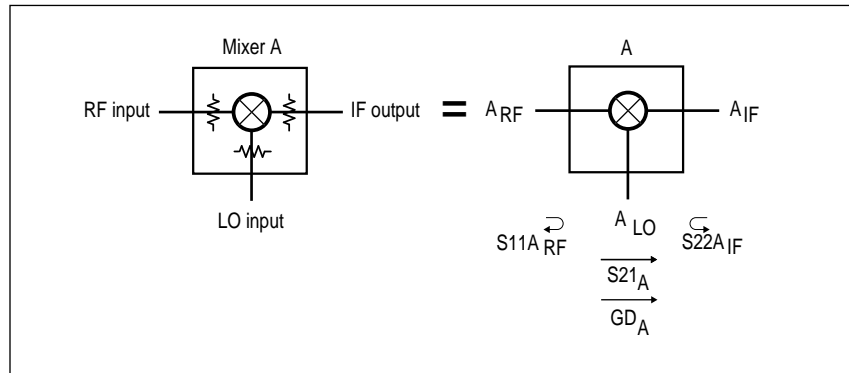 Mixer A
A
RF input
IF output
=
A RF
A IF
LO input
A LO
S11A RF
S22A IF
S21 A
GD A